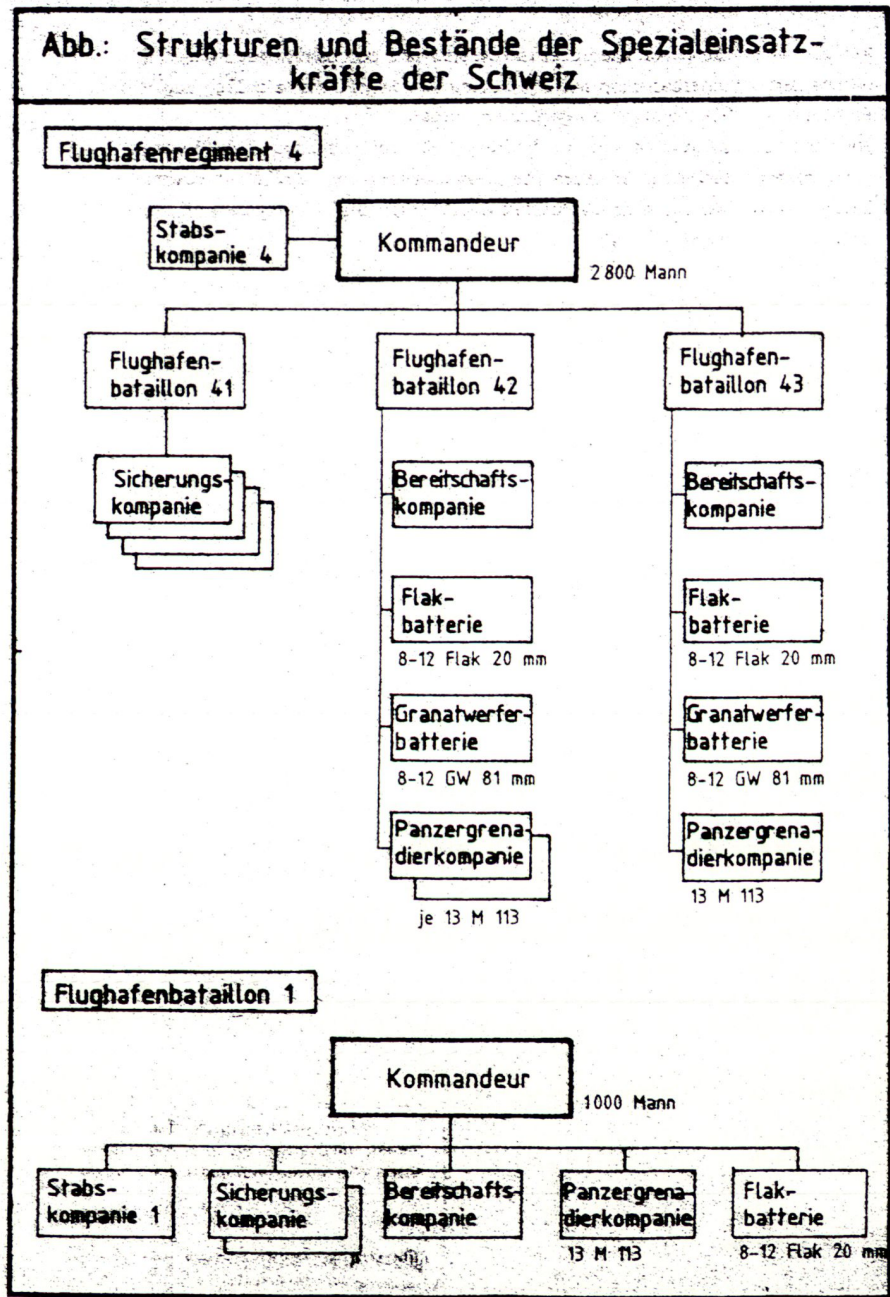 Abb.: Strukturen und Bestände der Spezialeinsatz-
kräfte der Schweiz
Flughafenregiment 4
Stabs-
kompanie 4
Kommandeur
2 800 Mann
Flughafen-
bataillon 41
Sicherungs-
kompanie
Flughafen-
bataillon 42
Bereitschafts-
kompanie
Flak-
batterie
8-12 Flak 20 mm
Granatwerfer-
batterie
8-12 GW 81 mm
Panzergrena-
dierkompanie
je 13 M 113
Flughafen-
bataillon 43
Bereitschafts-
kompanie
Flak-
batterie
8-12 Flak 20 mm
Granatwerfer-
batterie
8-12 GW 81 mm
Panzergrena-
dierkompanie
13 M 113
Flughafenbataillon 1
Kommandeur
1000 Mann
Stabs-
kompanie 1
Sicherungs-
kompanie
Bereitschafts-
kompanie
Panzergrena-
dierkompanie
13 M 113
Flak-
batterie
8-12 Flak 20 mm